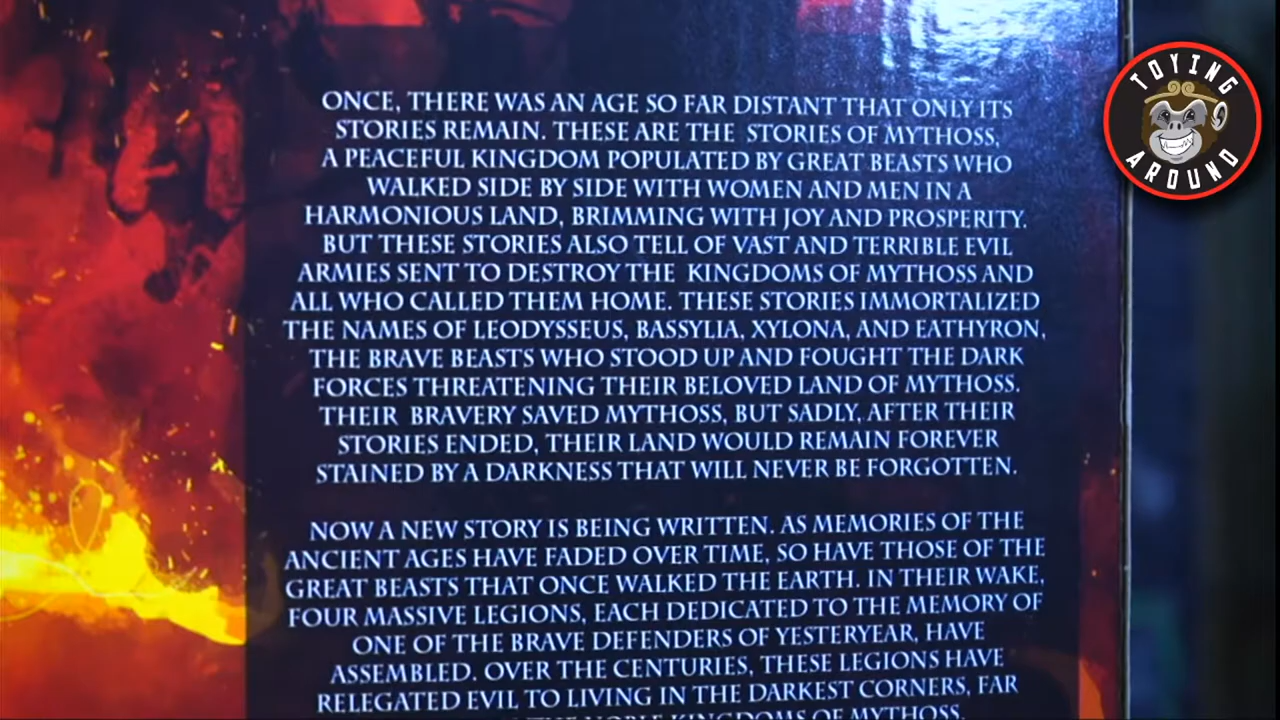 TOYING
AROUND
ONCE, THERE WAS AN AGE SO FAR DISTANT THAT ONLY ITS
STORIES REMAIN. THESE ARE THE STORIES OF MYTHOSS,
A PEACEFUL KINGDOM POPULATED BY GREAT BEASTS WHO
WALKED SIDE BY SIDE WITH WOMEN AND MEN IN A
HARMONIOUS LAND, BRIMMING WITH JOY AND PROSPERITY.
BUT THESE STORIES ALSO TELL OF VAST AND TERRIBLE EVIL
ARMIES SENT TO DESTROY THE KINGDOMS OF MYTHOSS AND
ALL WHO CALLED THEM HOME. THESE STORIES IMMORTALIZED
THE NAMES OF LEODYSSEUS, BASSYLIA, XYLONA, AND EATHYRON,
THE BRAVE BEASTS WHO STOOD UP AND FOUGHT THE DARK
FORCES THREATENING THEIR BELOVED LAND OF MYTHOSS.
THEIR BRAVERY SAVED MYTHOSS, BUT SADLY, AFTER THEIR
STORIES ENDED, THEIR LAND WOULD REMAIN FOREVER
STAINED BY A DARKNESS THAT WILL NEVER BE FORGOTTEN.
NOW A NEW STORY IS BEING WRITTEN. AS MEMORIES OF THE
ANCIENT AGES HAVE FADED OVER TIME, SO HAVE THOSE OF THE
GREAT BEASTS THAT ONCE WALKED THE EARTH. IN THEIR WAKE,
FOUR MASSIVE LEGIONS, EACH DEDICATED TO THE MEMORY OF
ONE OF THE BRAVE DEFENDERS OF YESTERYEAR, HAVE
ASSEMBLED. OVER THE CENTURIES, THESE LEGIONS HAVE
RELEGATED EVIL TO LIVING IN THE DARKEST CORNERS, FAR
THE NOBLE KINGDOMS OF MYTHOSS.